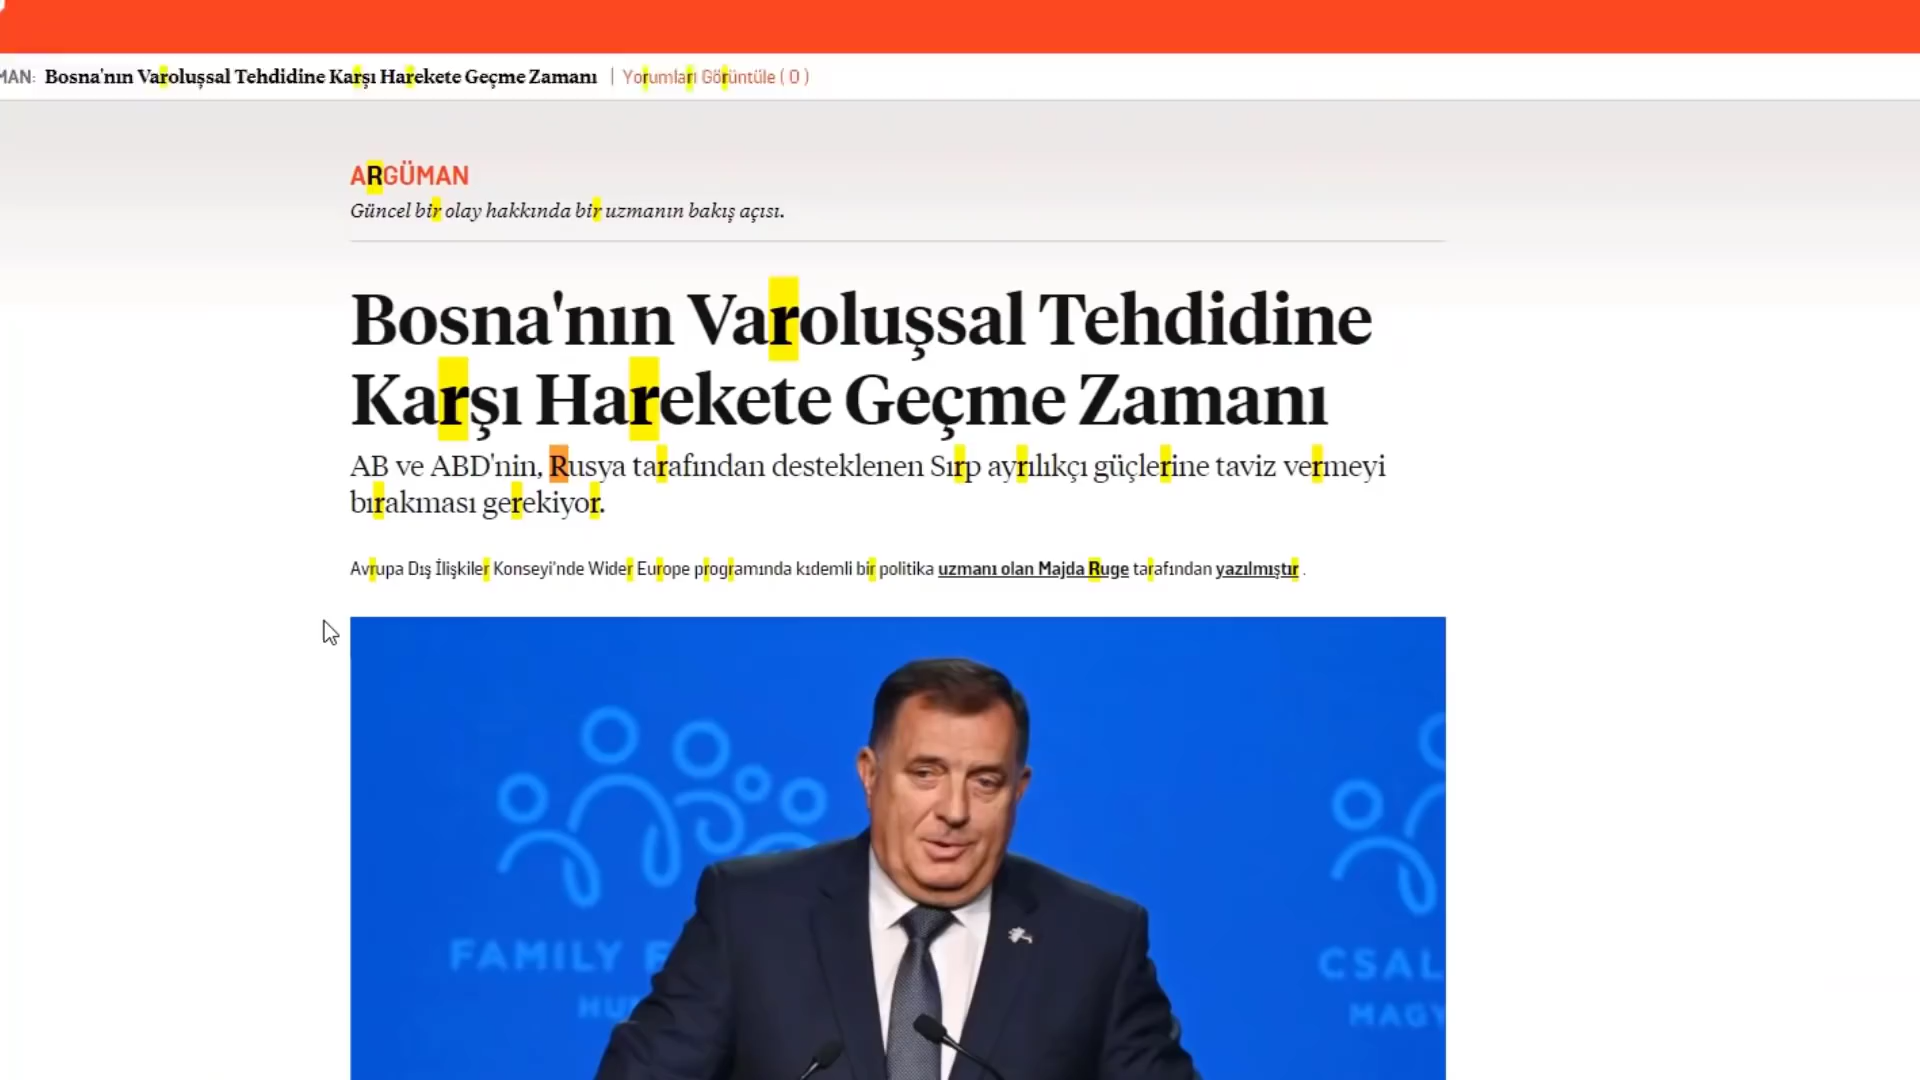 MAN: Bosna'nın Varoluşsal Tehdidine Karşı Harekete Geçme Zamanı | Yorumları Görüntüle ( 0 )
ARGÜMAN
Güncel bir olay hakkında bir uzmanın bakış açısı.
Bosna'nın Varoluşsal Tehdidine
Karşı Harekete Geçme Zamanı
AB ve ABD'nin, Rusya tarafından desteklenen Sırp ayrılıkçı güçlerine taviz vermeyi
bırakması gerekiyor.
Avrupa Dış İlişkiler Konseyi'nde Wider Europe programında kıdemli bir politika uzmanı olan Majda Ruge tarafından yazılmıştır .
FAMILY F
CSAL
HU
MAGY